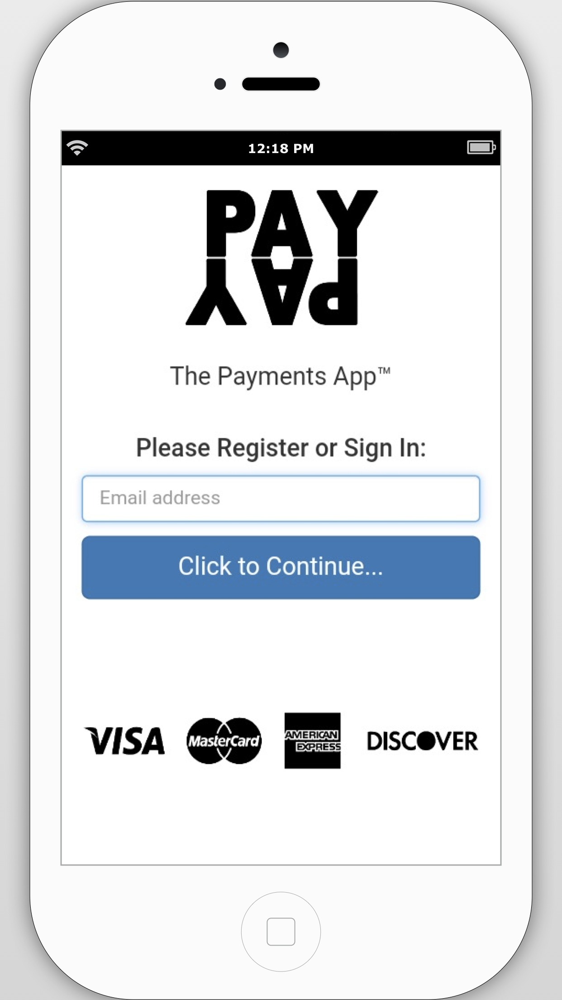 12:18 PM
PAY
PAY
The Payments App™
Please Register or Sign In:
Email address
Click to Continue...
VISA MasterCard AMERICAN EXPRESS DISCOVER